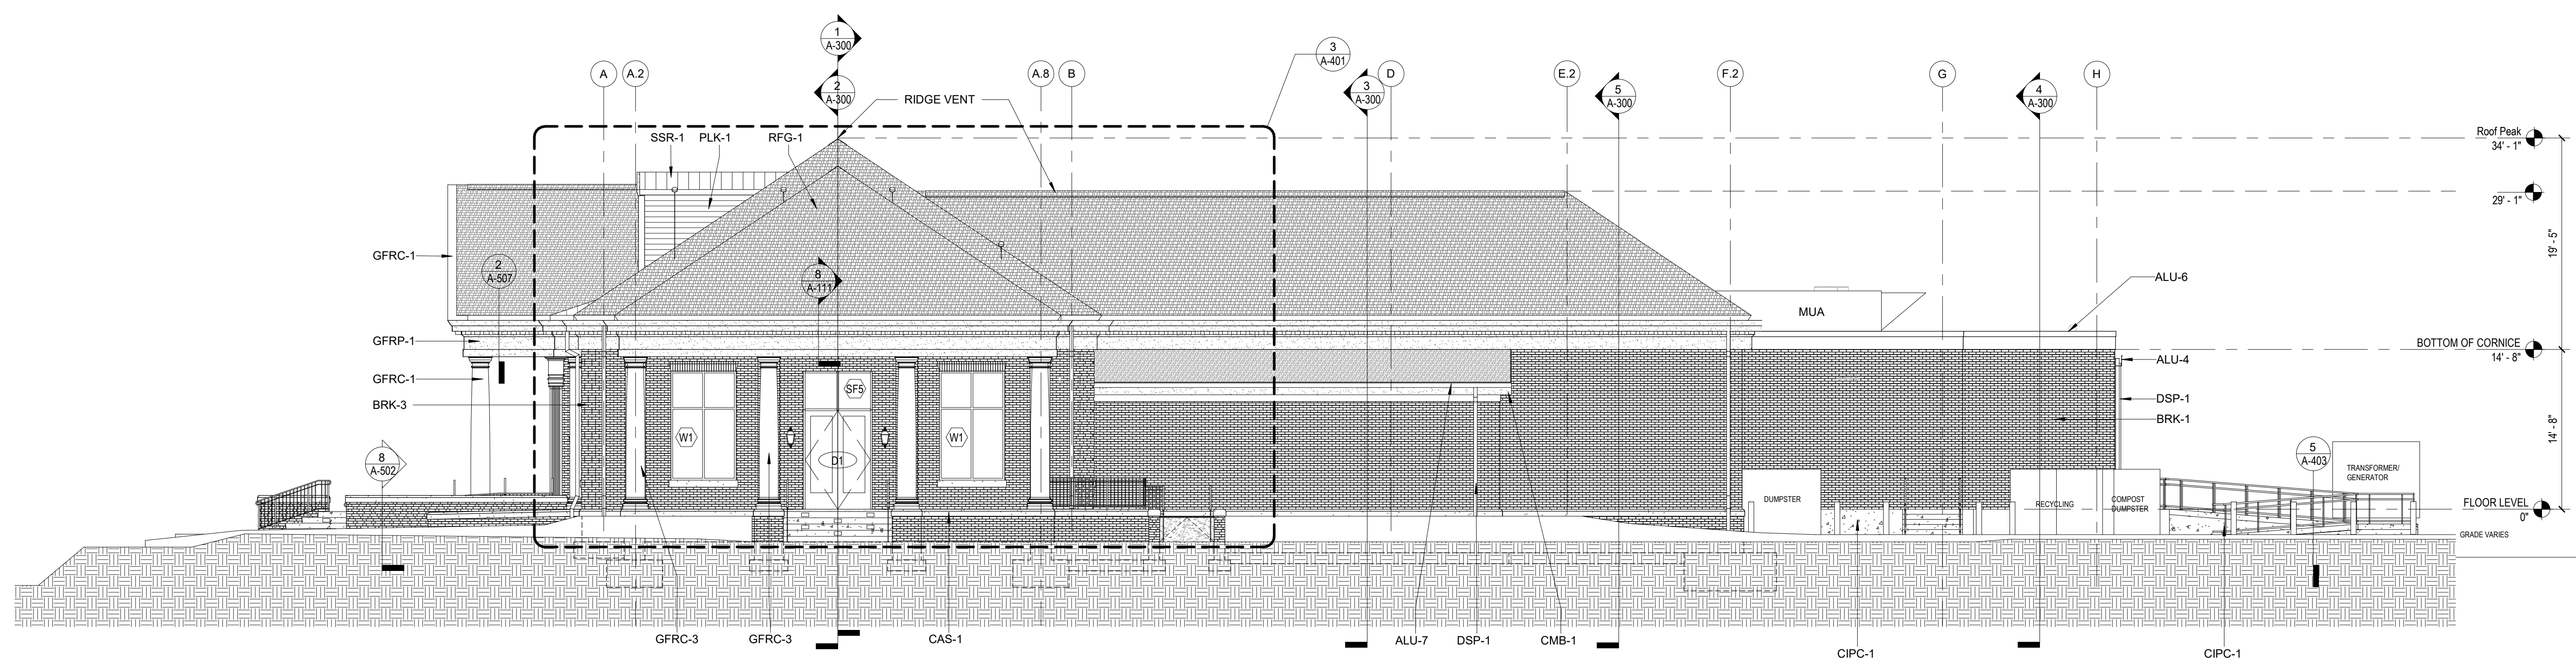 1
A-300
2
A-300
3
A-401
A
A.2
A.8
B
3
A-300
D
E.2
5
A-300
F.2
G
4
A-300
H
RIDGE VENT
SSR-1
PLK-1
RFG-1
Roof Peak
34' - 1"
29' - 1"
19' - 5"
GFRC-1
2
A-507
8
A-111
ALU-6
MUA
GFRP-1
BOTTOM OF CORNICE
14' - 8"
ALU-4
GFRC-1
SF5
BRK-3
DSP-1
BRK-1
W1
W1
14' - 8"
8
A-502
D1
5
A-403
TRANSFORMER/
GENERATOR
DUMPSTER
RECYCLING
COMPOST
DUMPSTER
FLOOR LEVEL
0"
GRADE VARIES
GFRC-3
GFRC-3
CAS-1
ALU-7
DSP-1
CMB-1
CIPC-1
CIPC-1